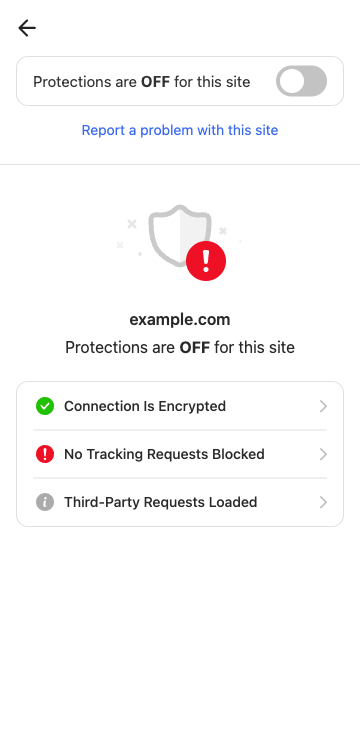 Protections are OFF for this site
Report a problem with this site
example.com
Protections are OFF for this site
Connection Is Encrypted
No Tracking Requests Blocked
Third-Party Requests Loaded